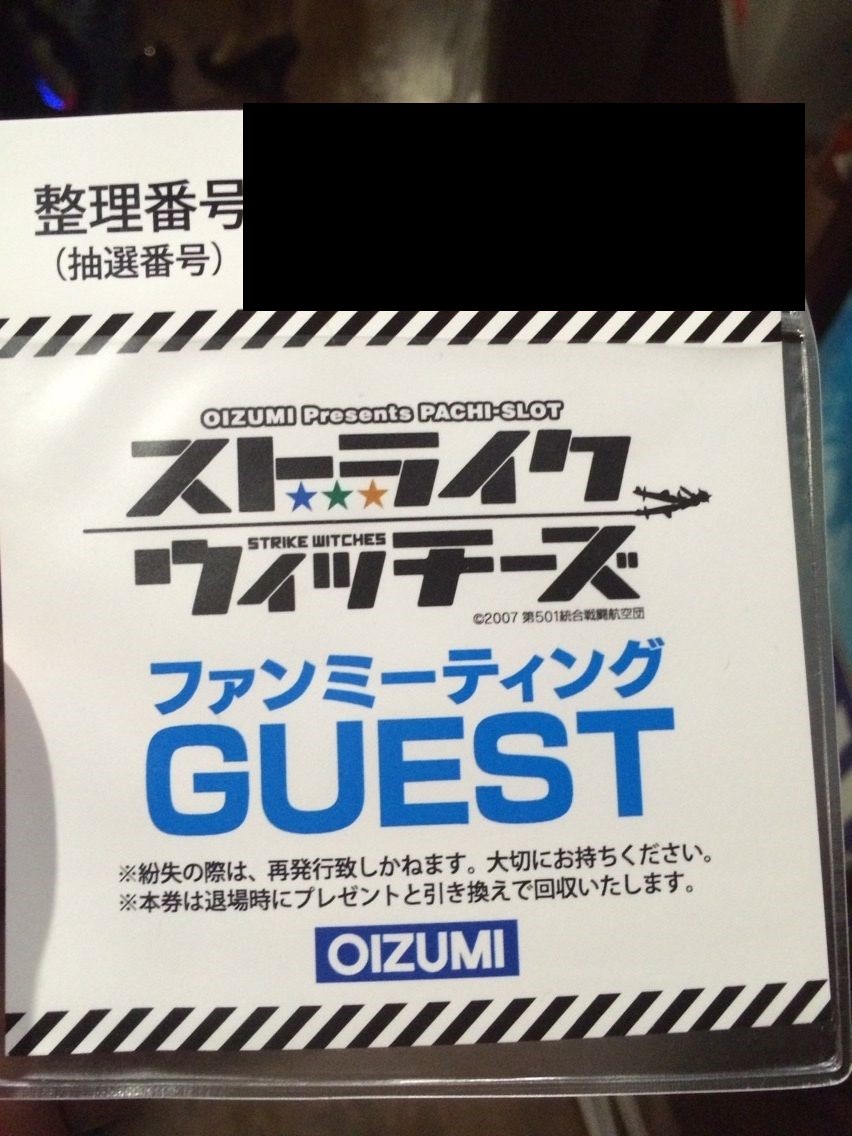 整理番号
（抽選番号）
OIZUMI Presents PACHI-SLOT
ストライク
STRIKE WITCHES
ウィッチーズ
©2007 第501統合戦闘航空団
ファンミーティング
GUEST
※紛失の際は、再発行致しかねます。大切にお持ちください。
※本券は退場時にプレゼントと引き換えで回収いたします。
OIZUMI